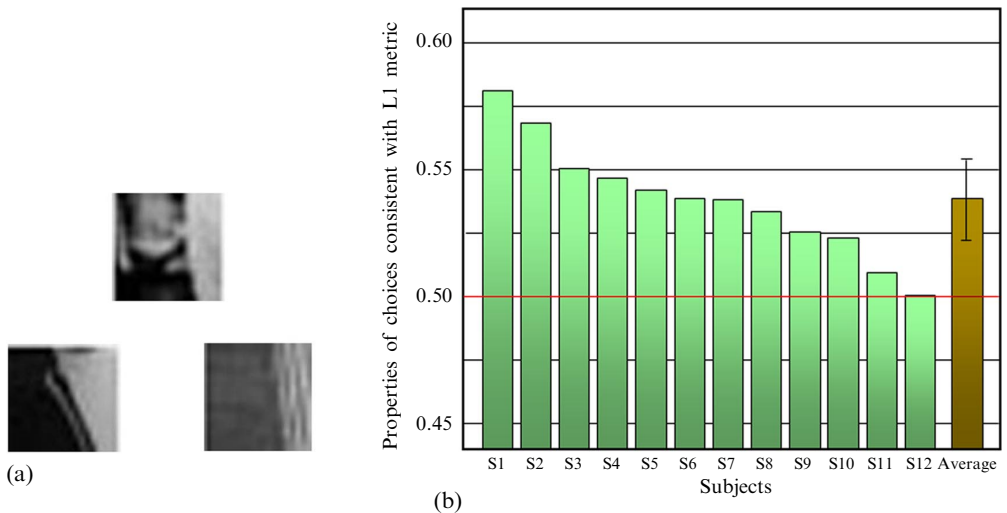 (a)
Properties of choices consistent with L1 metric
0.60
0.55
0.50
0.45
S1 S2 S3 S4 S5 S6 S7 S8 S9 S10 S11 S12 Average
Subjects
(b)